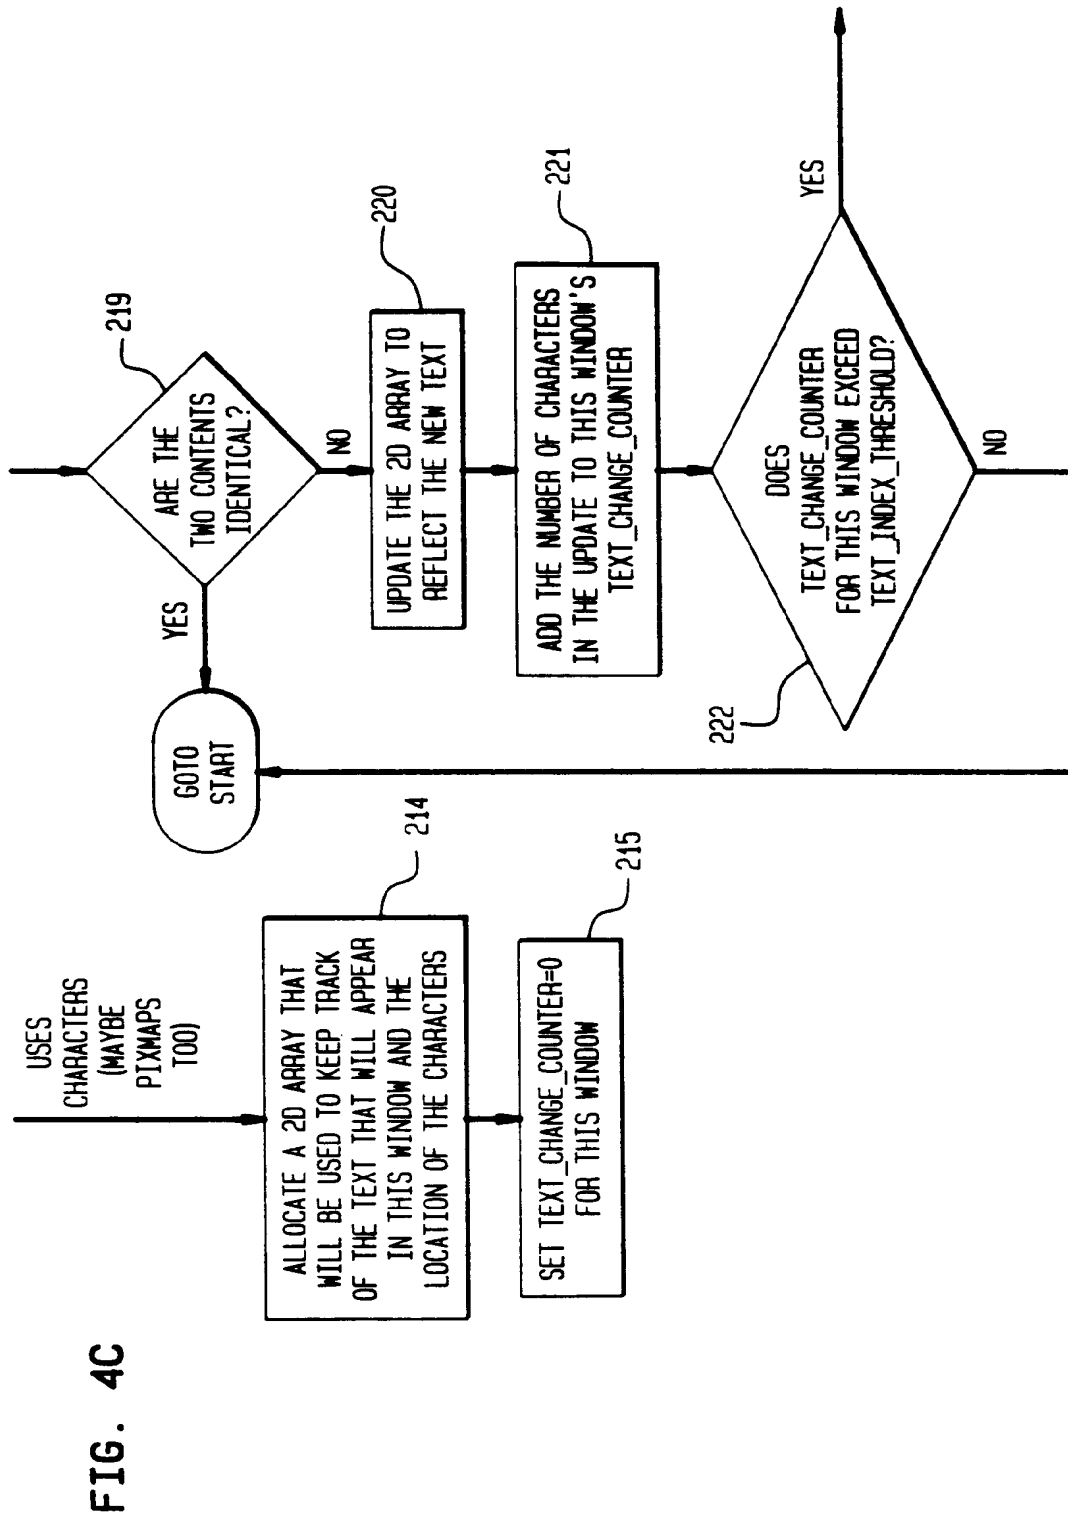 FIG. 4C
USES
CHARACTERS
(MAYBE
PIXMAPS
TOO)
ALLOCATE A 2D ARRAY THAT
WILL BE USED TO KEEP TRACK
OF THE TEXT THAT WILL APPEAR
IN THIS WINDOW AND THE
LOCATION OF THE CHARACTERS
214
SET TEXT_CHANGE_COUNTER=0
FOR THIS WINDOW
215
GOTO
START
YES
ARE THE
TWO CONTENTS
IDENTICAL?
219
NO
UPDATE THE 2D ARRAY TO
REFLECT THE NEW TEXT
220
ADD THE NUMBER OF CHARACTERS
IN THE UPDATE TO THIS WINDOW'S
TEXT_CHANGE_COUNTER
221
DOES
TEXT_CHANGE_COUNTER
FOR THIS WINDOW EXCEED
TEXT_INDEX_THRESHOLD?
222
YES
NO